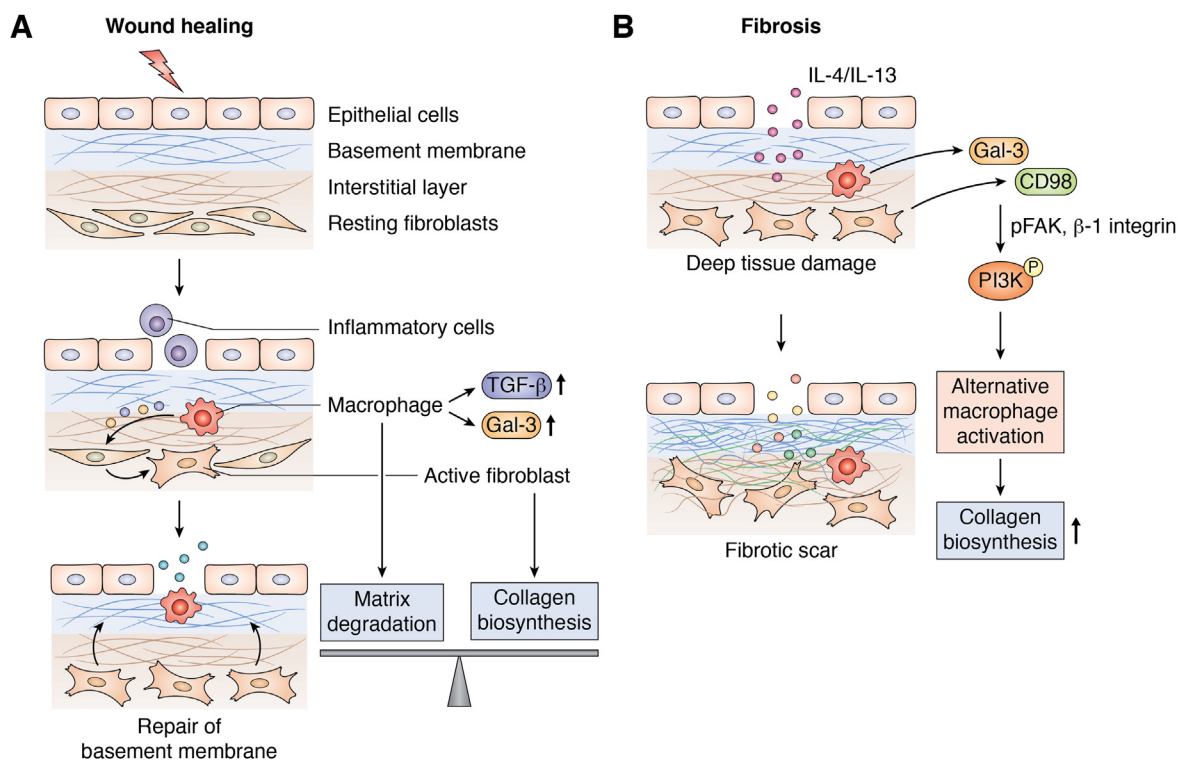 A
Wound healing
Epithelial cells
Basement membrane
Interstitial layer
Resting fibroblasts
Inflammatory cells
Macrophage
TGF-β
Gal-3
Active fibroblast
Matrix
degradation
Collagen
biosynthesis
Repair of
basement membrane
B
Fibrosis
IL-4/IL-13
Gal-3
CD98
pFAK, β-1 integrin
P
PI3K
Deep tissue damage
Alternative
macrophage
activation
Collagen
biosynthesis
Fibrotic scar